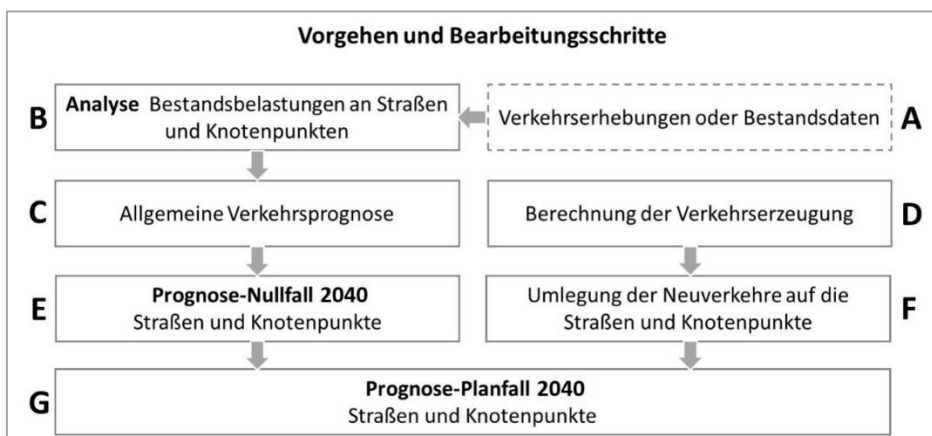 Vorgehen und Bearbeitungsschritte
B
Analyse Bestandsbelastungen an Straßen
und Knotenpunkten
Verkehrserhebungen oder Bestandsdaten
A
C
Allgemeine Verkehrsprognose
Berechnung der Verkehrserzeugung
D
E
Prognose-Nullfall 2040
Straßen und Knotenpunkte
Umlegung der Neuverkehre auf die
Straßen und Knotenpunkte
F
G
Prognose-Planfall 2040
Straßen und Knotenpunkte